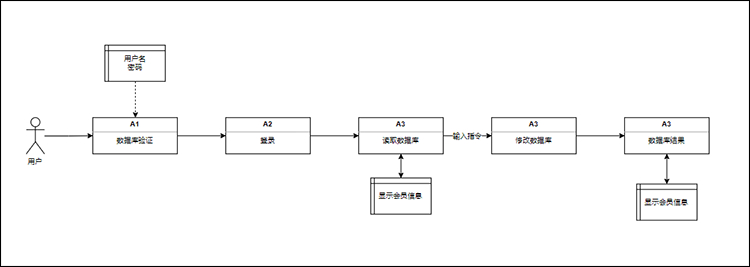 用户名
密码
A1
A2
A3
A3
A3
数据库验证
登录
读取数据库
输入指令
修改数据库
数据库结果
用户
显示会员信息
显示会员信息